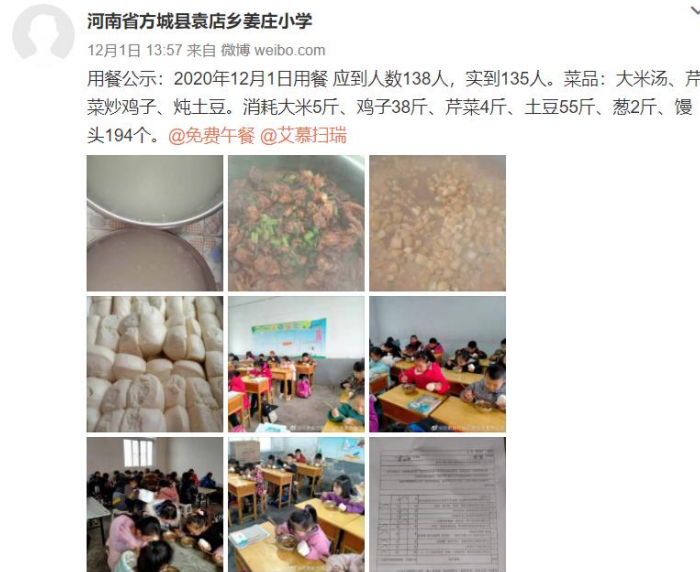 河南省方城县袁店乡姜庄小学
12月1日 13:57 来自 微博 weibo.com
用餐公示：2020年12月1日用餐 应到人数138人，实到135人。菜品：大米汤、芹
菜炒鸡子、炖土豆。消耗大米5斤、鸡子38斤、芹菜4斤、土豆55斤、葱2斤、馒
头194个。@免费午餐 @艾慕扫瑞